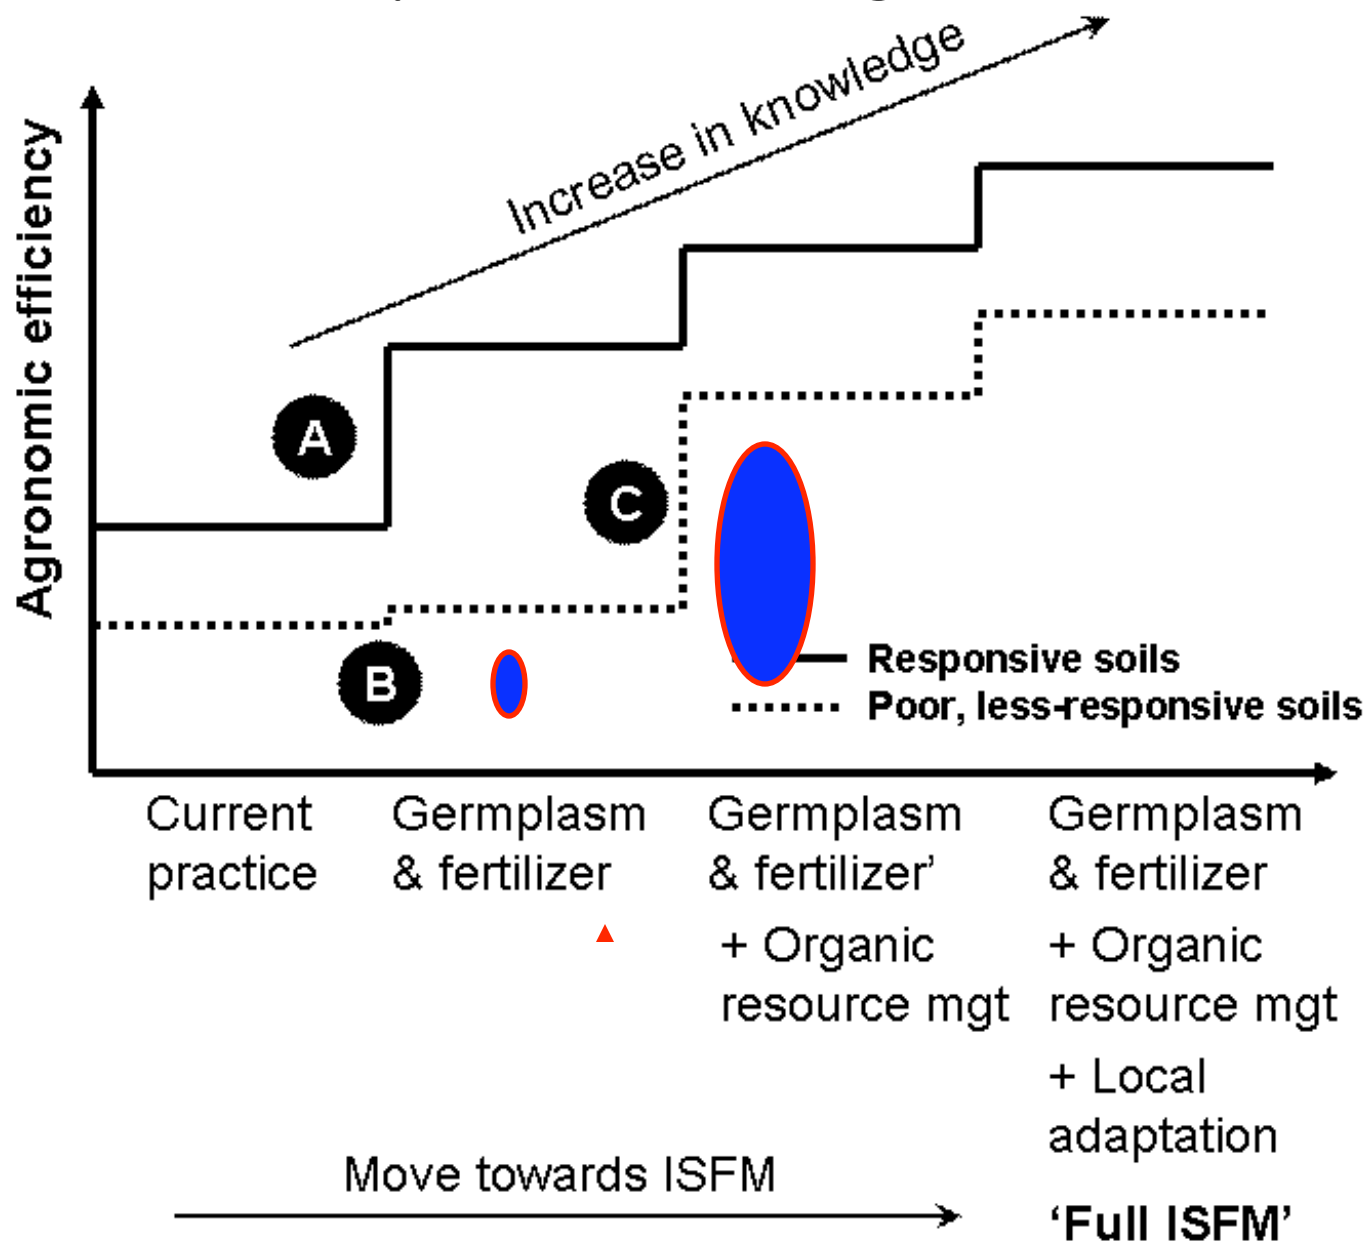 Increase in knowledge
Agronomic efficiency
A
C
B
Responsive soils
Poor, less-responsive soils
Current
practice
Germplasm
& fertilizer
Germplasm
& fertilizer’
+ Organic
resource mgt
Germplasm
& fertilizer
+ Organic
resource mgt
+ Local
adaptation
Move towards ISFM
‘Full ISFM’